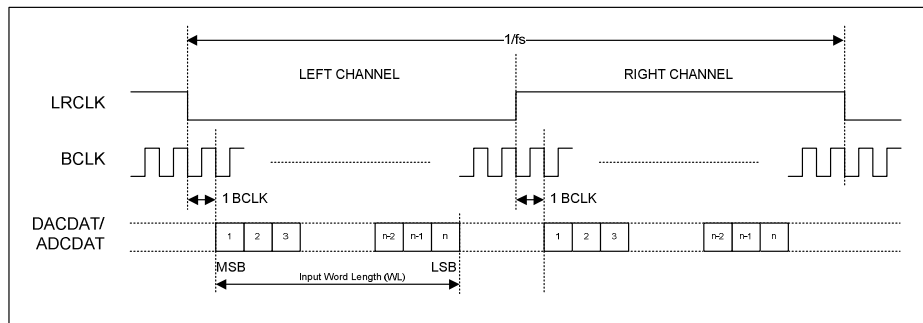 1/fs
LEFT CHANNEL
RIGHT CHANNEL
LRCLK
BCLK
1 BCLK
1 BCLK
DACDAT/
ADCDAT
1 2 3 n-2 n-1 n 1 2 3 n-2 n-1 n
MSB
LSB
Input Word Length (WL)